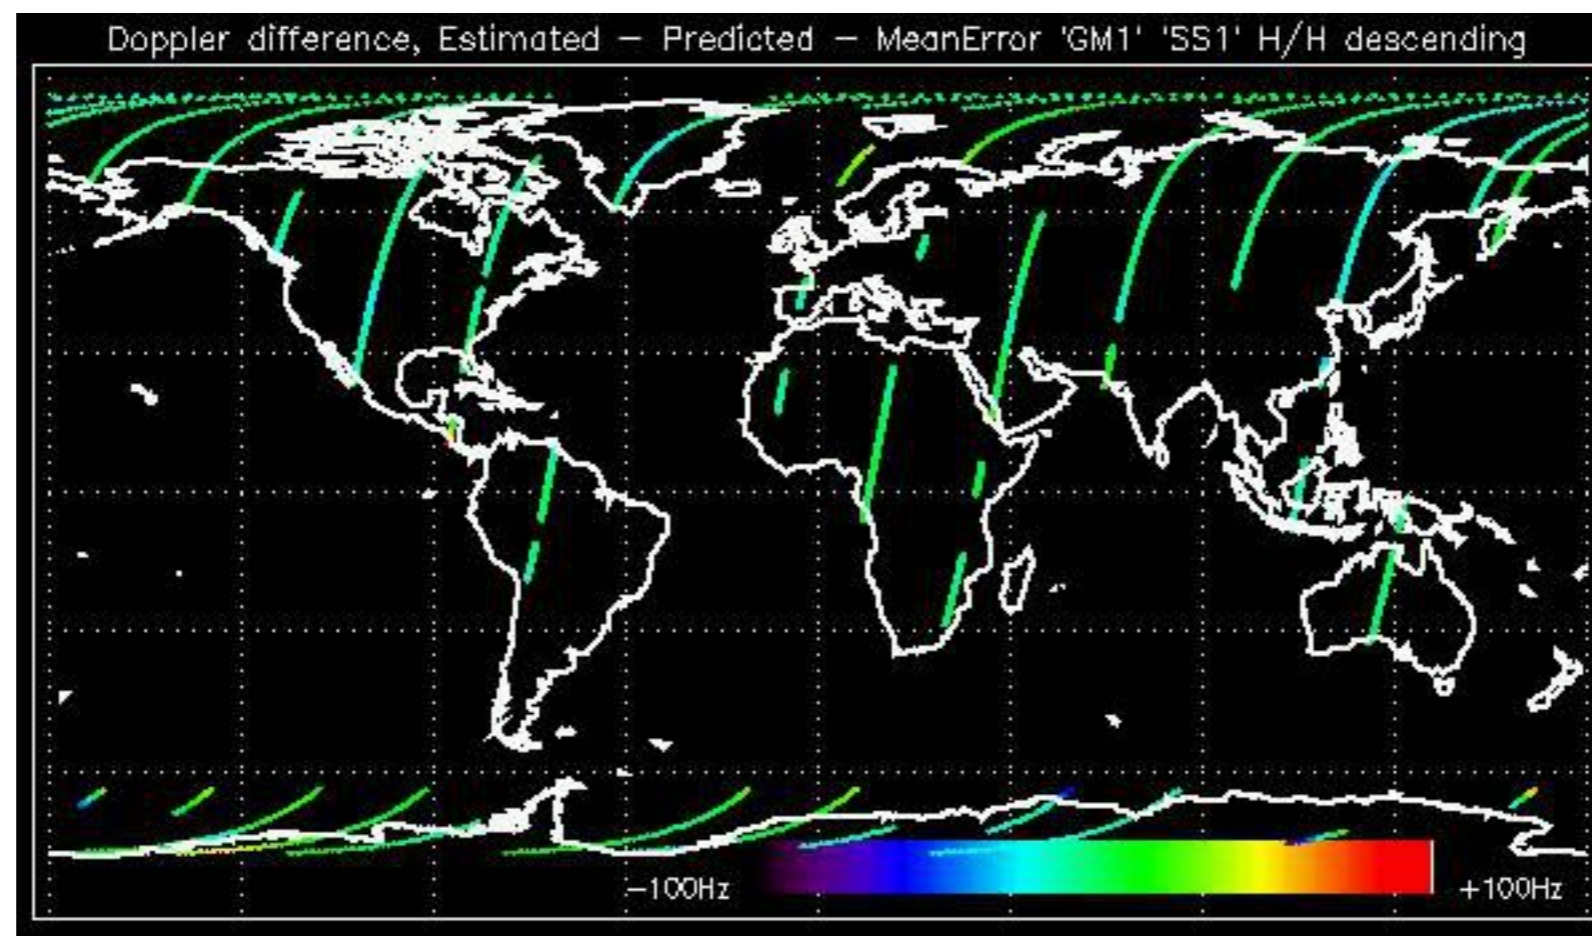 Doppler difference, Estimated – Predicted – MeanError 'GM1' 'SS1' H/H descending
–100Hz +100Hz